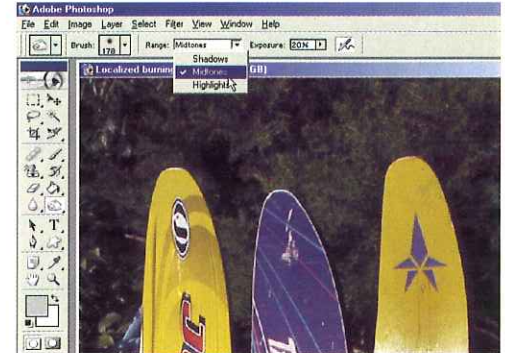 Adobe Photoshop
File Edit Image Layer Select Filter View Window Help
Brush: 178 Range: Midtones Exposure: 20%
Shadows
Midtones
Highlights
Localized burning GB)
T